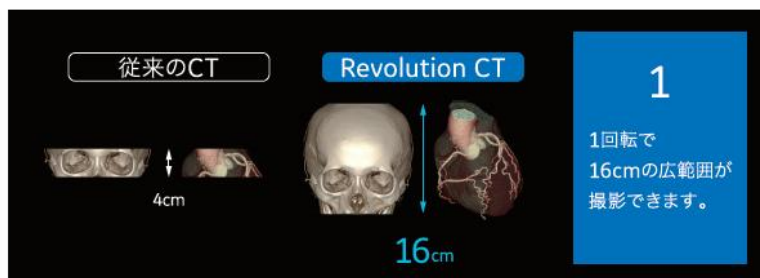 従来のCT
Revolution CT
4cm
16cm
1
1回転で
16cmの広範囲が
撮影できます。